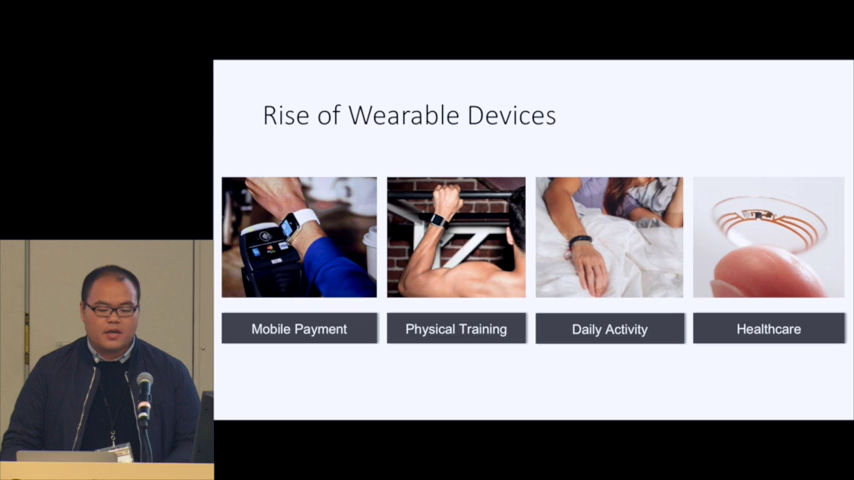 Rise of Wearable Devices
Mobile Payment
Physical Training
Daily Activity
Healthcare